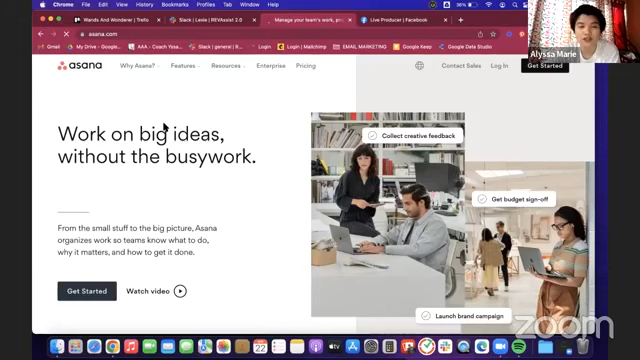 Chrome File Edit View History Bookmarks Profiles Tab Window Help
36%
Wands And Wonderer | Trello
Slack | Lexie | REVAssist 2.0
Manage your team's work, pro
Live Producer | Facebook
asana.com
Gmail
My Drive - Google...
AAA - Coach Yosa...
Slack | general | R...
Login | Mailchimp
EMAIL MARKETING
Google Keep
Google Data Studio
Alyssa Marie
asana
Why Asana?
Features
Resources
Enterprise
Pricing
Contact Sales
Log In
Get Started
Work on big ideas,
without the busywork.
From the small stuff to the big picture, Asana
organizes work so teams know what to do,
why it matters, and how to get it done.
Get Started
Watch video
Collect creative feedback
Get budget sign-off
Launch brand campaign
22
zoom